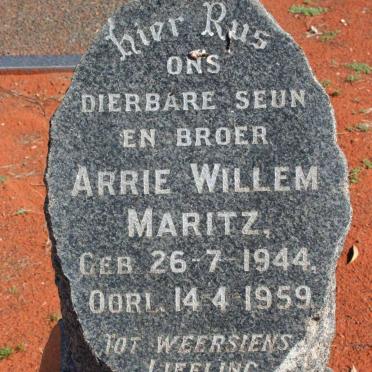 hier Rus
ONS
DIERBARE SEUN
EN BROER
ARRIE WILLEM
MARITZ,
GEB. 26-7-1944.
OORL. 14-4-1959.
TOT WEERSIENS
LIEFLING